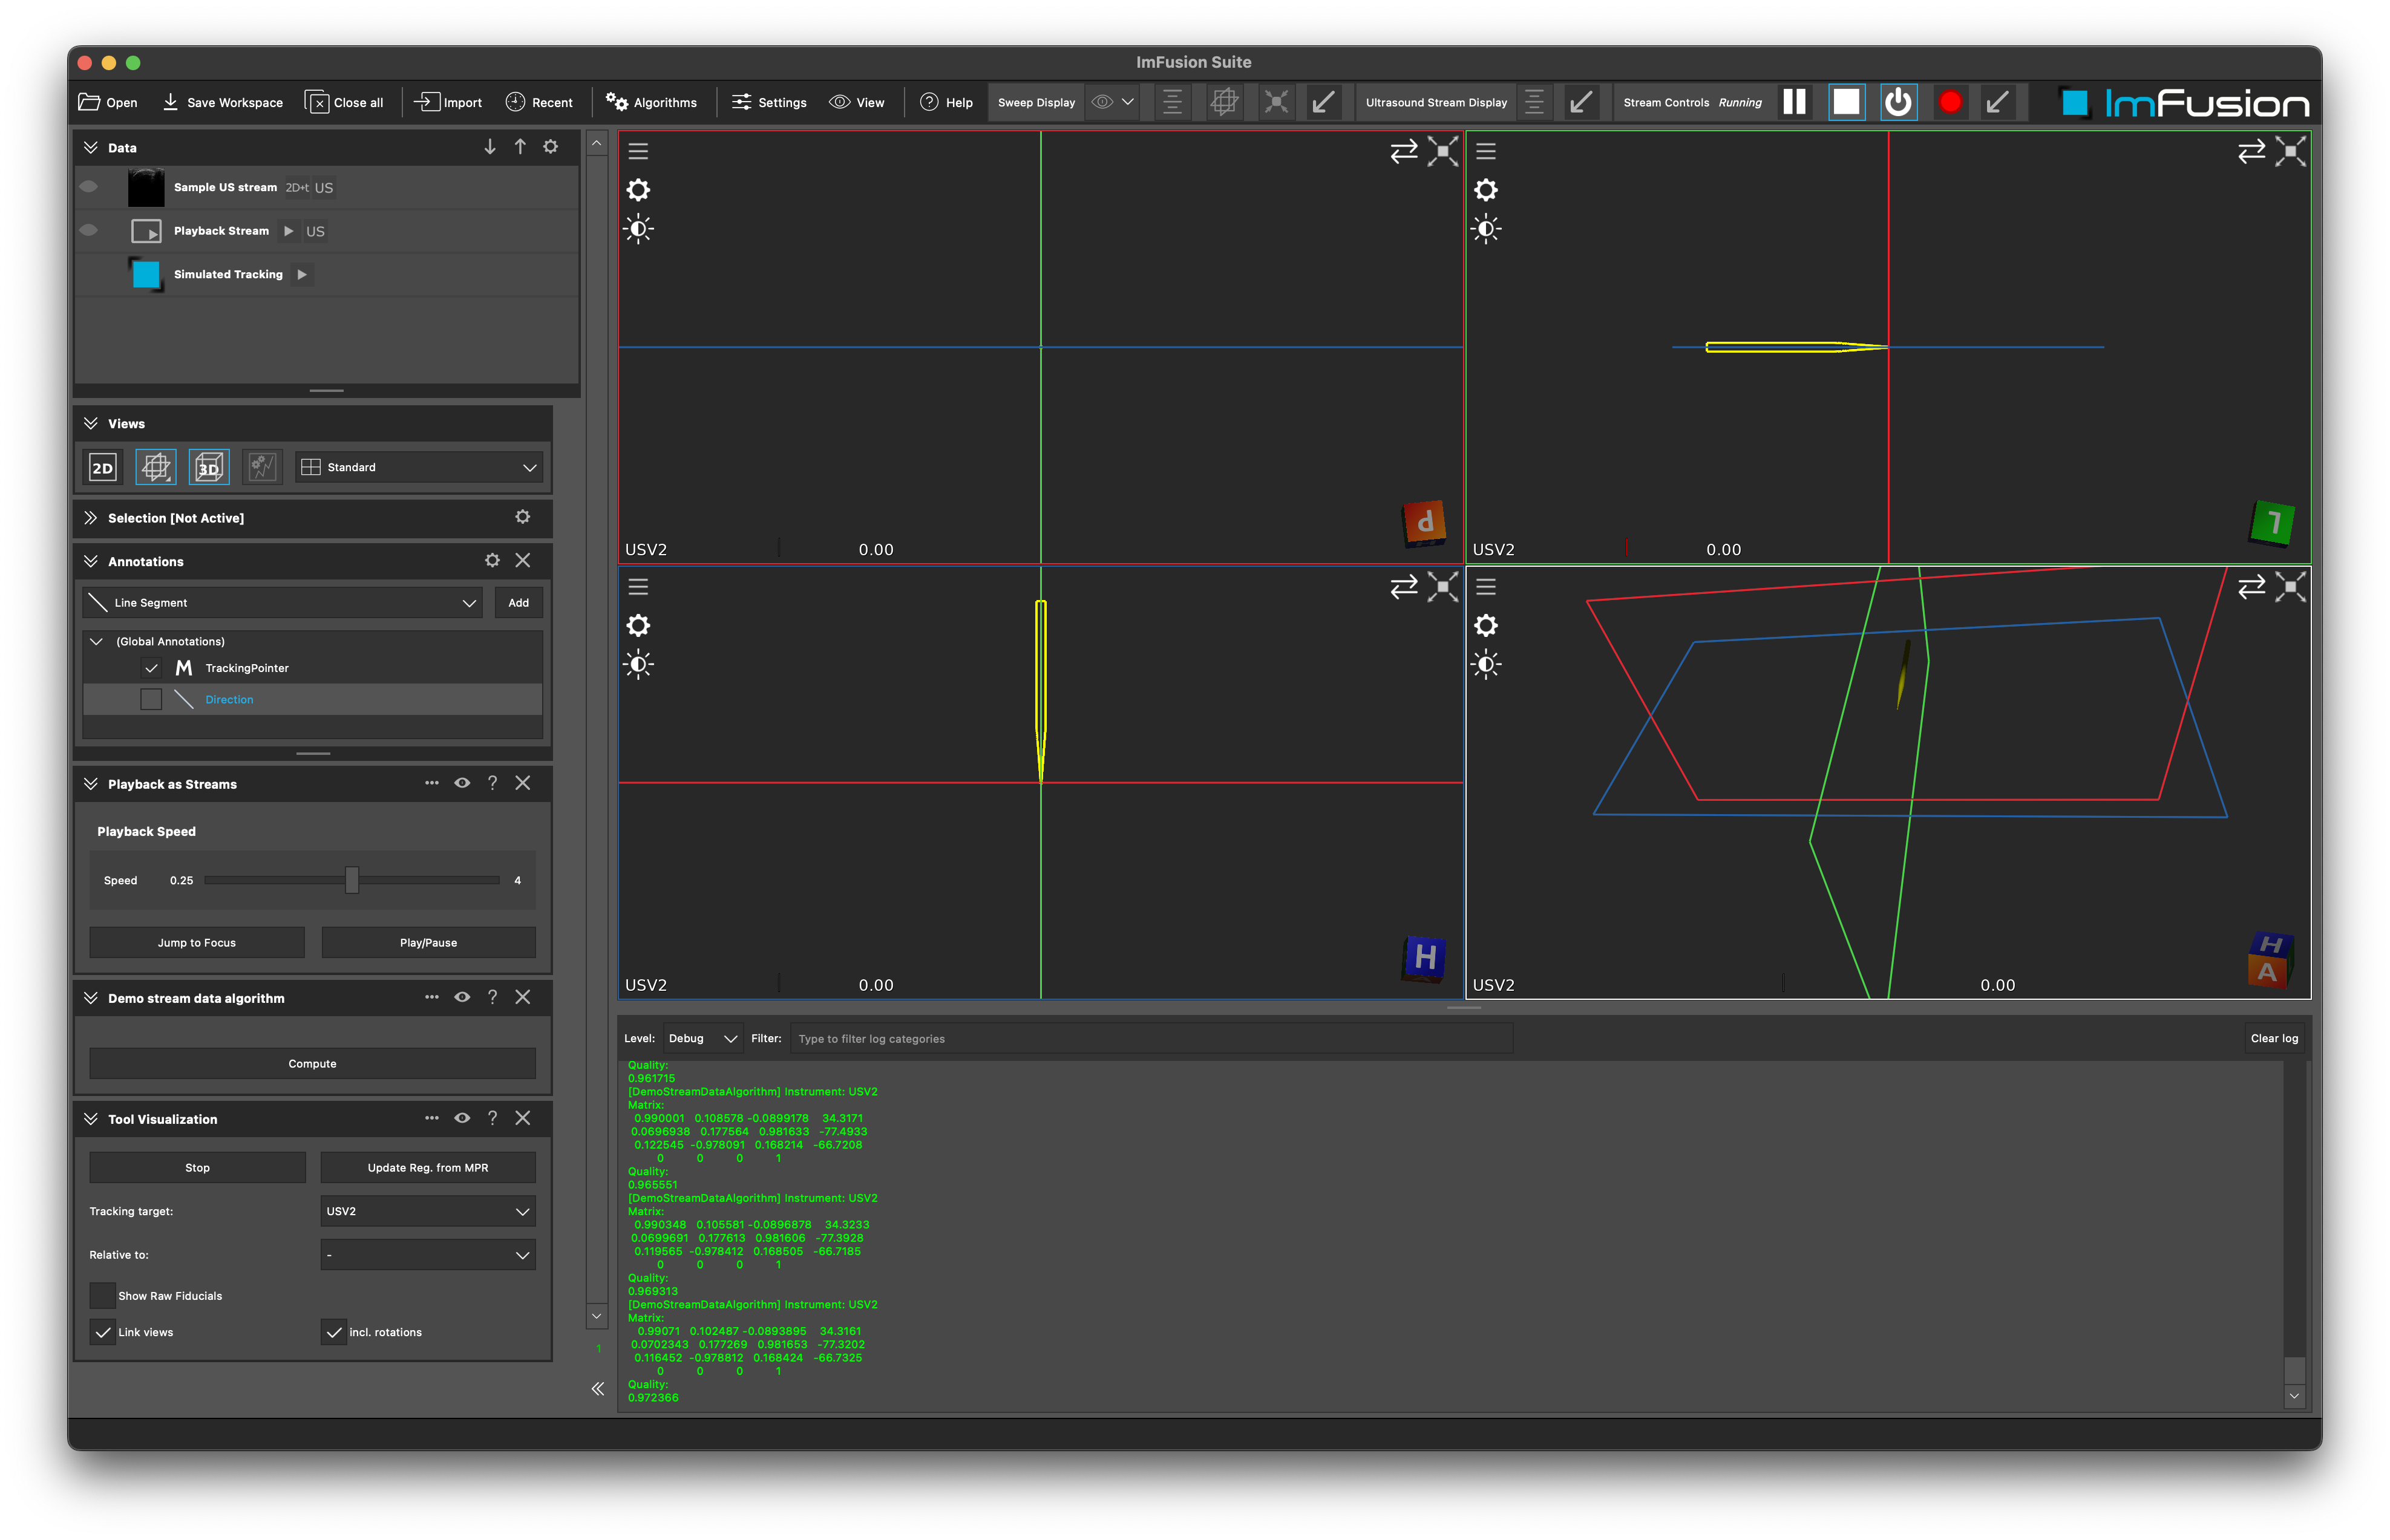 ImFusion Suite
Open Save Workspace Close all Import Recent Algorithms Settings View Help Sweep Display Ultrasound Stream Display Stream Controls Running ImFusion
Data
Sample US stream 2D+t US
Playback Stream US
Simulated Tracking
Views
2D 3D Standard
Selection [Not Active]
Annotations
Line Segment Add
(Global Annotations)
M TrackingPointer
Direction
Playback as Streams
Playback Speed
Speed 0.25 4
Jump to Focus Play/Pause
Demo stream data algorithm
Compute
Tool Visualization
Stop Update Reg. from MPR
Tracking target: USV2
Relative to: -
Show Raw Fiducials
Link views incl. rotations
1
P
USV2 0.00
L
USV2 0.00
H
USV2 0.00
H
A
USV2 0.00
Level: Debug Filter: Type to filter log categories Clear log
Quality:
0.961715
[DemoStreamDataAlgorithm] Instrument: USV2
Matrix:
0.990001 0.108578 -0.0899178 34.3171
0.0696938 0.177564 0.981633 -77.4933
0.122545 -0.978091 0.168214 -66.7208
0 0 0 1
Quality:
0.965551
[DemoStreamDataAlgorithm] Instrument: USV2
Matrix:
0.990348 0.105581 -0.0896878 34.3233
0.0699691 0.177613 0.981606 -77.3928
0.119565 -0.978412 0.168505 -66.7185
0 0 0 1
Quality:
0.969313
[DemoStreamDataAlgorithm] Instrument: USV2
Matrix:
0.99071 0.102487 -0.0893895 34.3161
0.0702343 0.177269 0.981653 -77.3202
0.116452 -0.978812 0.168424 -66.7325
0 0 0 1
Quality:
0.972366